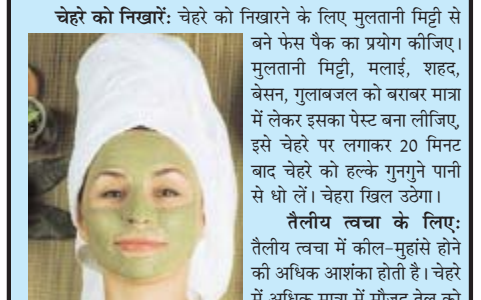 चेहरे को निखारें: चेहरे को निखारने के लिए मुलतानी मिट्टी से
बने फेस पैक का प्रयोग कीजिए।
मुलतानी मिट्टी, मलाई, शहद,
बेसन, गुलाबजल को बराबर मात्रा
में लेकर इसका पेस्ट बना लीजिए,
इसे चेहरे पर लगाकर 20 मिनट
बाद चेहरे को हल्के गुनगुने पानी
से धो लें। चेहरा खिल उठेगा।
तैलीय त्वचा के लिए:
तैलीय त्वचा में कील-मुहांसे होने
की अधिक आशंका होती है। चेहरे
में अधिक मात्रा में मौजूद तेल को